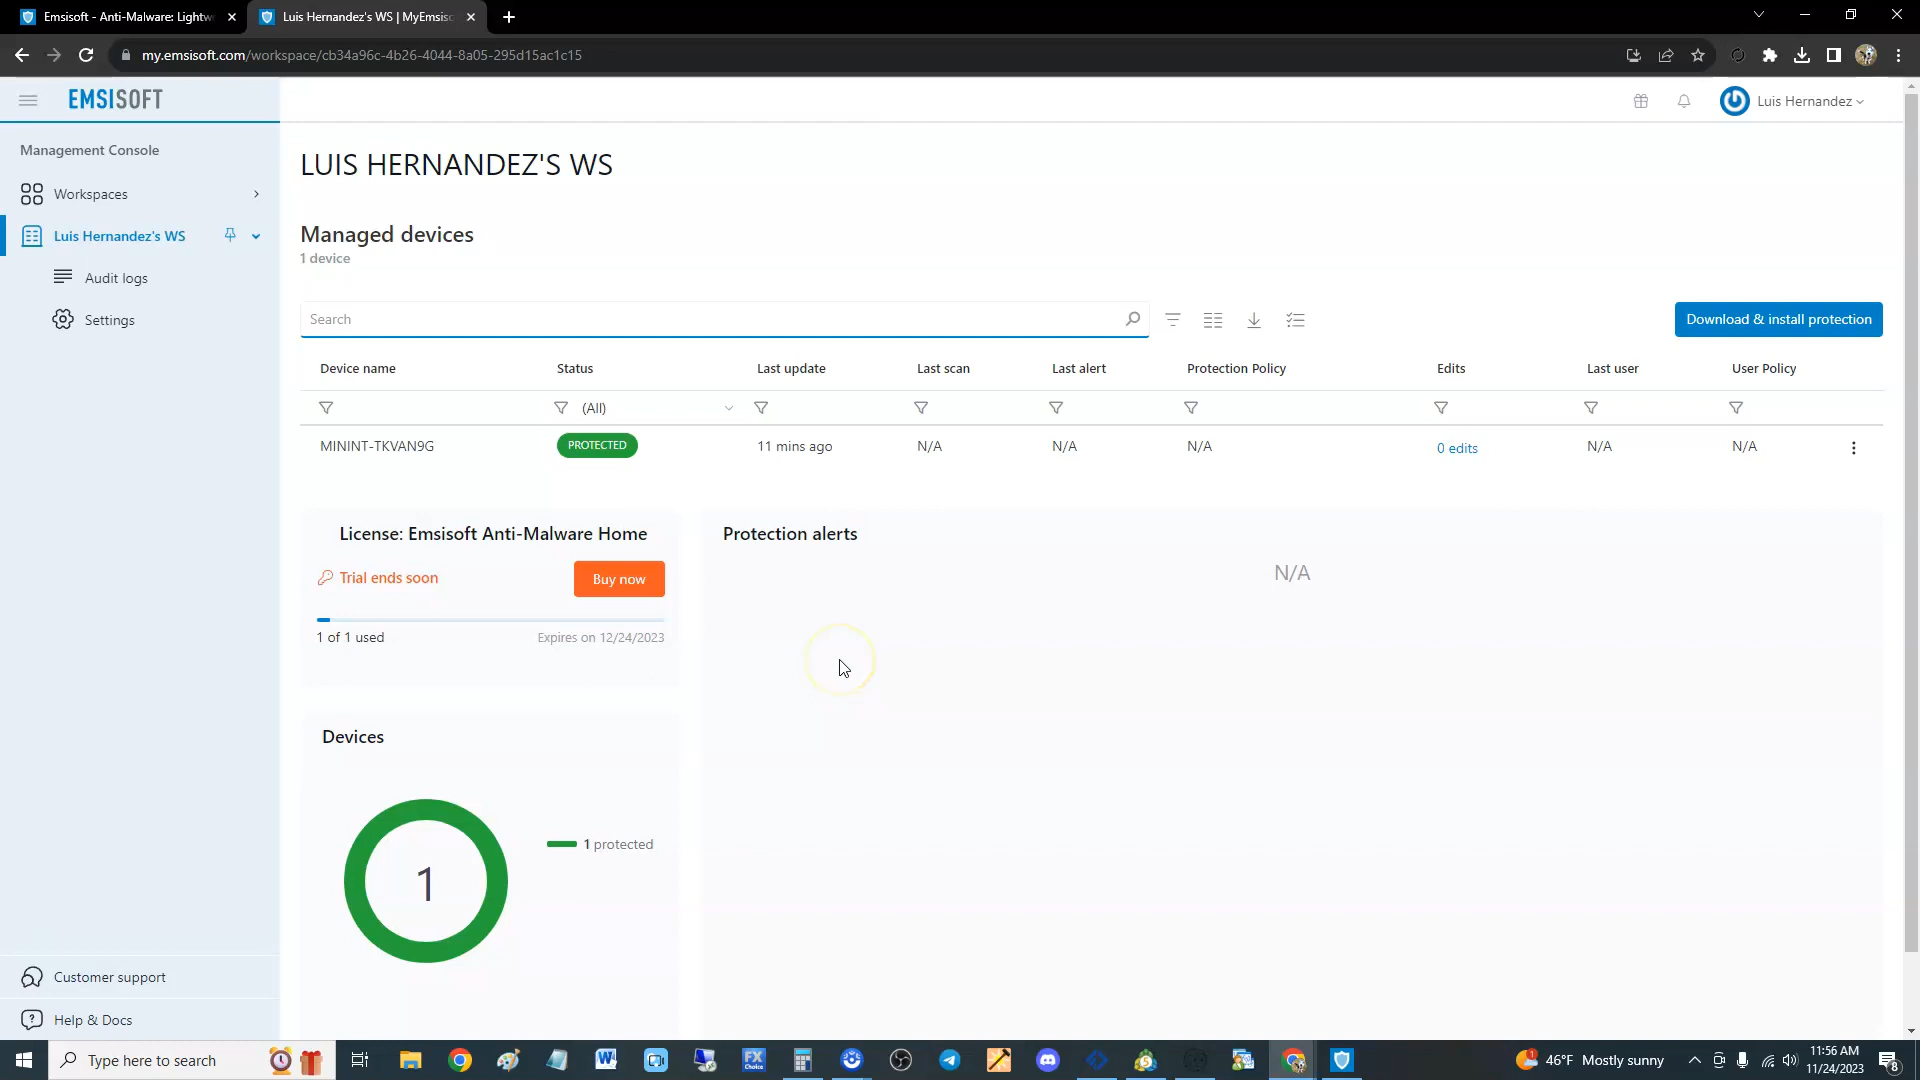 Emsisoft - Anti-Malware: Lightw
Luis Hernandez's WS | MyEmsiso
my.emsisoft.com/workspace/cb34a96c-4b26-4044-8a05-295d15ac1c15
EMSISOFT
Luis Hernandez
Management Console
Workspaces
Luis Hernandez's WS
Audit logs
Settings
LUIS HERNANDEZ'S WS
Managed devices
1 device
Search
Download & install protection
Device name Status Last update Last scan Last alert Protection Policy Edits Last user User Policy
(All)
MININT-TKVAN9G PROTECTED 11 mins ago N/A N/A N/A 0 edits N/A N/A
License: Emsisoft Anti-Malware Home
Trial ends soon
Buy now
1 of 1 used
Expires on 12/24/2023
Protection alerts
N/A
Devices
1
1 protected
Customer support
Help & Docs
Type here to search
FX
Choice
1
46°F Mostly sunny
11:56 AM
11/24/2023
8